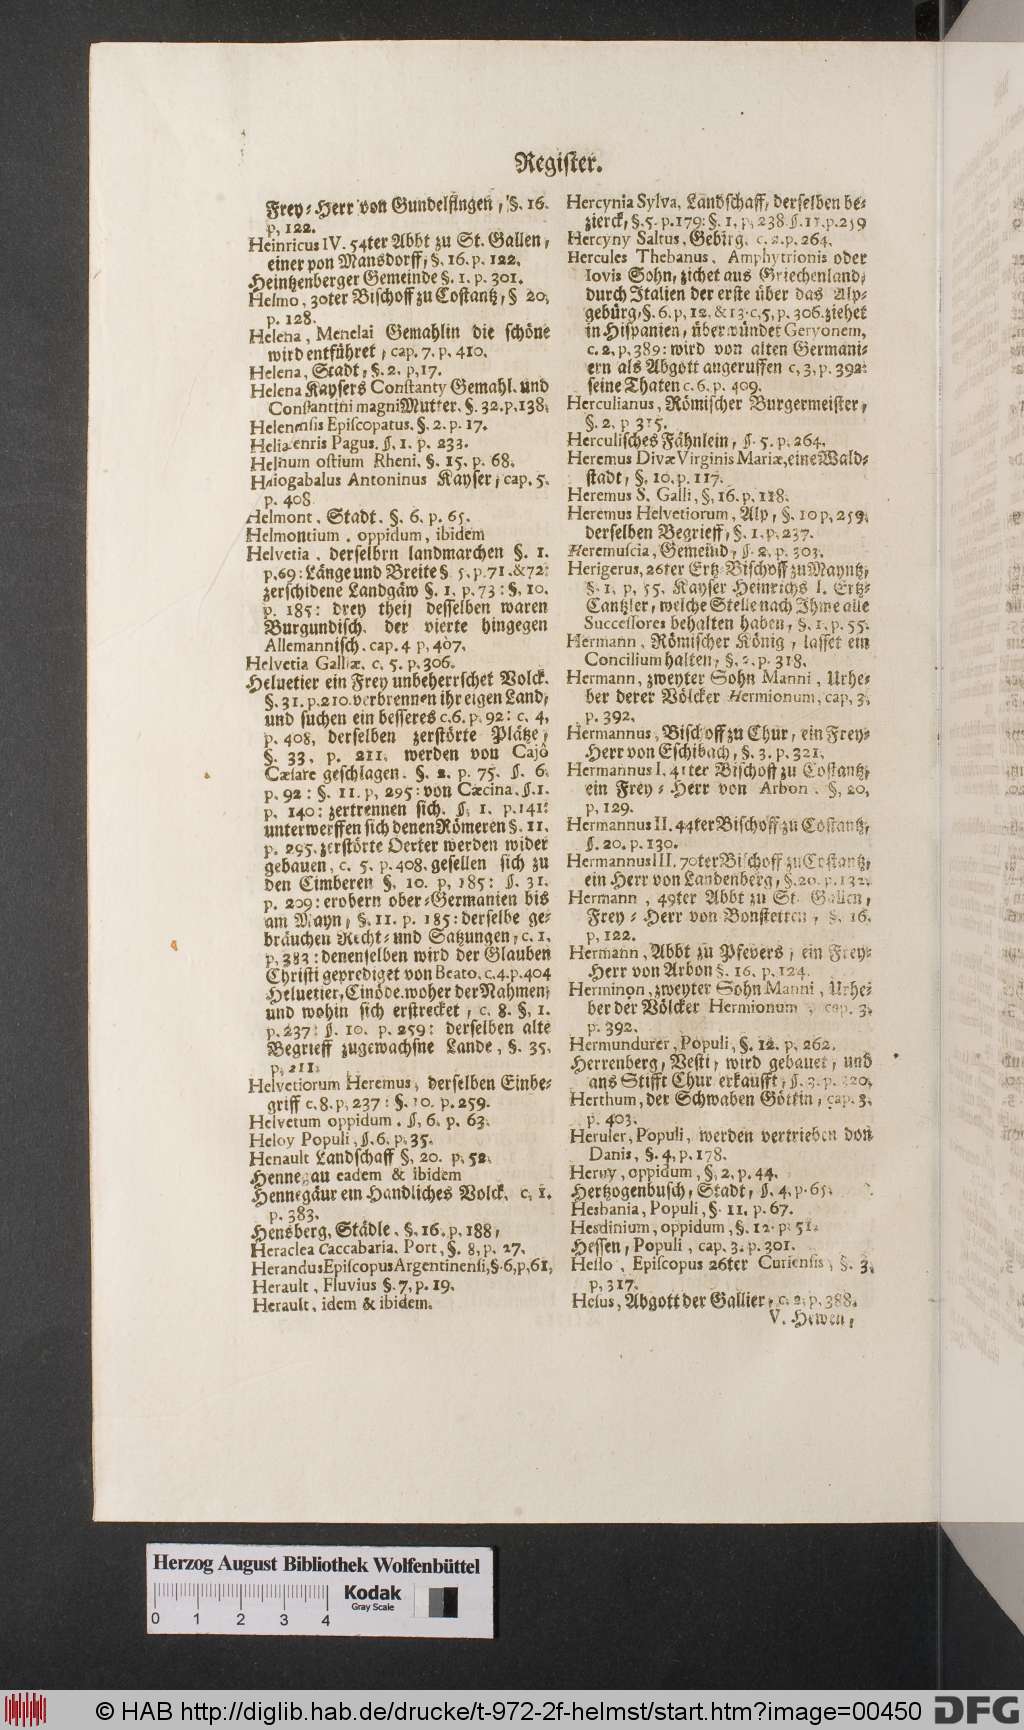 Register.
Frey-Herr von Gundelfingen, §. 16.
p, 122.
Heinricus IV. 54ter Abbt zu St. Gallen,
einer von Mansdorff, §. 16. p. 122.
Heintzenberger Gemeinde §. 1. p. 301.
Helmo, 30ter Bischoff zu Costantz, § 20,
p. 128.
Helena, Menelai Gemahlin die schöne
wird entführet, cap. 7. p. 410.
Helena, Stadt, §. 2. p, 17.
Helena Kaysers Constanty Gemahl. und
Constantini magni Mutter. §. 32. p. 138,
Helenensis Episcopatus. §. 2. p. 17.
Heliaenris Pagus. §. 1. p. 233.
Helinum ostium Rheni. §. 15. p. 68.
Heliogabalus Antoninus Kayser, cap. 5.
p. 408
Helmont. Stadt. §. 6. p. 65.
Helmontium. oppidum, ibidem
Helvetia. derselbrn landmarchen §. 1.
p. 69: Länge und Breite §. 5. p. 71. & 72:
zerschidene Landgäw §. 1. p. 73: §. 10.
p. 185: drey theil desselben waren
Burgundisch. der vierte hingegen
Allemannisch. cap. 4 p, 407.
Helvetia Galliæ. c. 5. p. 306.
Heluetier ein Frey unbeherrschet Volck.
§. 31. p. 210. verbrennen ihr eigen Land,
und suchen ein besseres c. 6. p. 92: c. 4,
p. 408, derselben zerstörte Plätze,
§. 33. p. 211. werden von Cajô
Cæsare geschlagen. §. 2. p. 75. §. 6.
p. 92: §. 11. p, 295: von Cæcina. §. 1.
p. 140: zertrennen sich. §. 1. p. 141:
unterwerffen sich denen Römeren §. 11.
p. 295. zerstörte Oerter werden wider
gebauen, c. 5. p. 408. gesellen sich zu
den Cimberen §. 10. p, 185: §. 31.
p. 209: erobern ober-Germanien bis
am Mayn, §. 11. p. 185: derselbe ge-
bräuchen Recht- und Satzungen, c. 1.
p, 383: denenselben wird der Glauben
Christi geprediget von Beato, c. 4. p. 404
Heluetier, Einöde. woher der Nahmen;
und wohin sich erstrecket, c. 8. §, 1.
p. 237: §. 10. p. 259: derselben alte
Begrieff zugewachsne Lande, §. 35.
p. 211.
Helvetiorum Heremus, derselben Einbe-
griff c. 8. p, 237: §. 10. p. 259.
Helvetum oppidum. §, 6. p. 63.
Heloy Populi, §. 6. p. 35.
Henault Landschaff §. 20. p. 52.
Hennegau eadem & ibidem
Hennegäur ein Handliches Volck. c, 1.
p. 383.
Hensberg, Städle. §. 16. p. 188,
Heraclea Caccabaria. Port, §. 8, p. 27.
Herandus Episcopus Argentinensi, §. 6, p, 61,
Herault, Fluvius §. 7, p. 19.
Herault, idem & ibidem.
Hercynia Sylva, Landschaff, derselben be-
zierck, §. 5. p. 179: §. 1. p, 238. §. 11. p. 259
Hercyny Saltus. Gebirg. c. 2. p. 264.
Hercules Thebanus. Amphytrionis oder
Iovis Sohn, zichet aus Griechenland,
durch Italien der erste über das Alp-
gebürg, §. 6. p, 12. & 13. c, 5, p. 306. ziehet
in Hispanien, überwündet Geryonem,
c. 2. p, 389: wird von alten Germani-
ern als Abgott angeruffen c, 3. p. 392:
seine Thaten c. 6. p. 409.
Herculianus, Römischer Burgermeister,
§. 2. p 315.
Herculisches Fähnlein, §. 5. p. 264.
Heremus Divæ Virginis Mariæ, eine Wald-
stadt, §. 10. p. 117.
Heremus S. Galli, §, 16. p. 118.
Heremus Helvetiorum, Alp, §. 10 p, 259.
derselben Begrieff, §. 1. p. 237.
Heremuscia, Gemeind, §. 2. p. 303.
Herigerus, 26ter Ertz-Bischoff zu Mayntz,
§. 1. p, 55. Kayser Heinrichs I. Ertz-
Cantzler, welche Stelle nach Ihme alle
Successores behalten haben, §. 1. p. 55.
Hermann. Römischer König, lasset ein
Concilium halten, §. 2. p. 318.
Hermann, zweyter Sohn Manni, Urhe-
ber derer Völcker Hermionum, cap, 3.
p. 392.
Hermannus, Bischoff zu Chur, ein Frey-
Herr von Eschibach, §. 3. p. 321.
Hermannus I. 41ter Bischoff zu Costantz,
ein Frey-Herr von Arbon. §, 20,
p, 129.
Hermannus II. 44ter Bischoff zu Costantz,
§. 20. p. 130.
Hermannus III. 70ter Bischoff zu Costantz,
ein Herr von Landenberg, §. 20. p. 132.
Hermann, 49ter Abbt zu St. Gallen,
Frey-Herr von Bonstetten, §. 16.
p, 122.
Hermann, Abbt zu Pfevers, ein Frey-
Herr von Arbon §. 16. p. 124.
Herminon, zweyter Sohn Manni, Urhe-
ber der Völcker Hermionum, cap. 3.
p. 392.
Hermundurer, Populi, §. 12. p. 262.
Herrenberg, Vesti, wird gebauet, und
ans Stifft Chur erkaufft, §. 3. p. 320,
Herthum, der Schwaben Göttin, cap. 3.
p. 403.
Heruler, Populi, werden vertrieben von
Danis, §. 4, p. 178.
Hervy, oppidum, §, 2. p. 44.
Hertzogenbusch, Stadt, §. 4. p. 65.
Hesbania, Populi, §. 11. p. 67.
Hesdinium, oppidum, §. 12. p. 51.
Hessen, Populi, cap. 3. p. 301.
Hesso, Episcopus 26ter Curiensis, §. 3.
p, 317.
Hesus, Abgott der Gallier, c. 2. p, 388.
V. Hewen,
Herzog August Bibliothek Wolfenbüttel
0 1 2 3 4
Kodak
Gray Scale
© HAB http://diglib.hab.de/drucke/t-972-2f-helmst/start.htm?image=00450
DFG